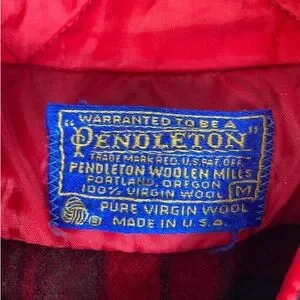 WARRANTED TO BE A
"PENDLETON"
TRADE MARK REG. U.S. PAT. OFF.
PENDLETON WOOLEN MILLS
PORTLAND, OREGON
100% VIRGIN WOOL M
PURE VIRGIN WOOL
MADE IN U.S.A.